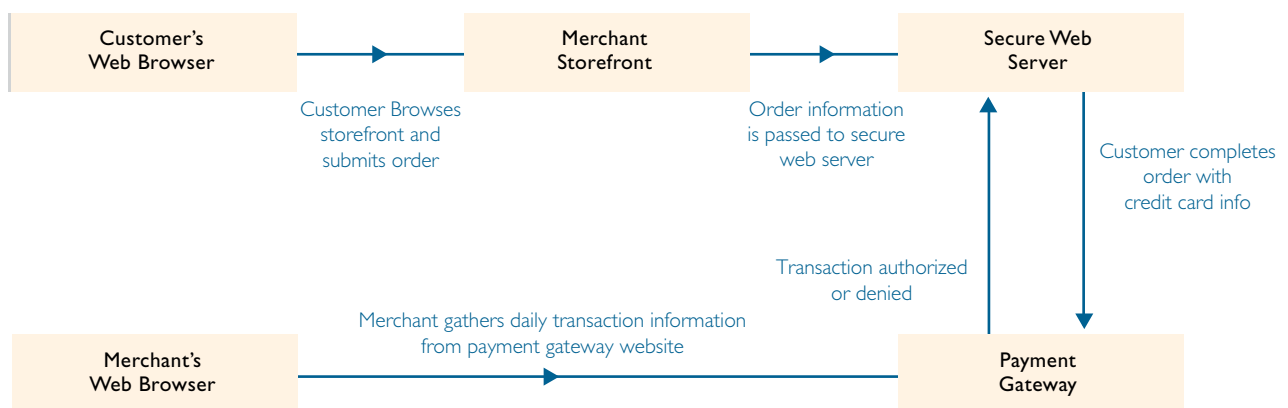 Customer's
Web Browser
Merchant
Storefront
Secure Web
Server
Customer Browses
storefront and
submits order
Order information
is passed to secure
web server
Customer completes
order with
credit card info
Transaction authorized
or denied
Merchant gathers daily transaction information
from payment gateway website
Merchant's
Web Browser
Payment
Gateway